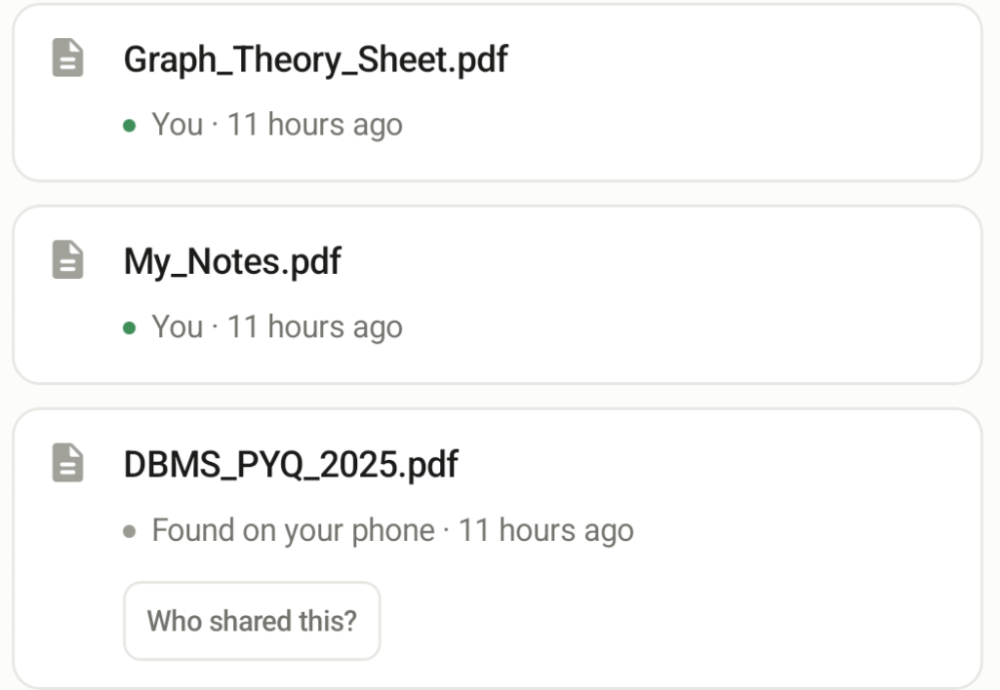 Graph_Theory_Sheet.pdf
You · 11 hours ago
My_Notes.pdf
You · 11 hours ago
DBMS_PYQ_2025.pdf
Found on your phone · 11 hours ago
Who shared this?